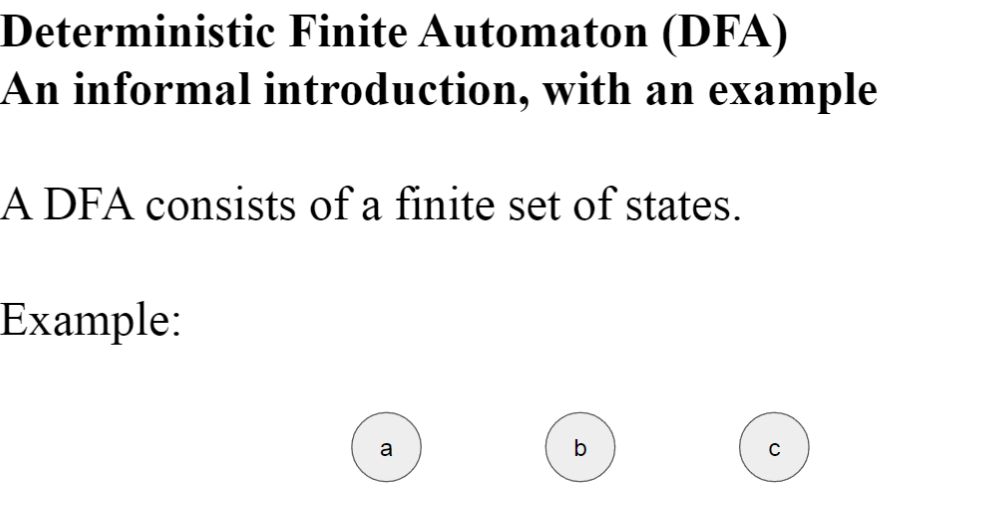 Deterministic Finite Automaton (DFA)
An informal introduction, with an example
A DFA consists of a finite set of states.
Example:
a b c